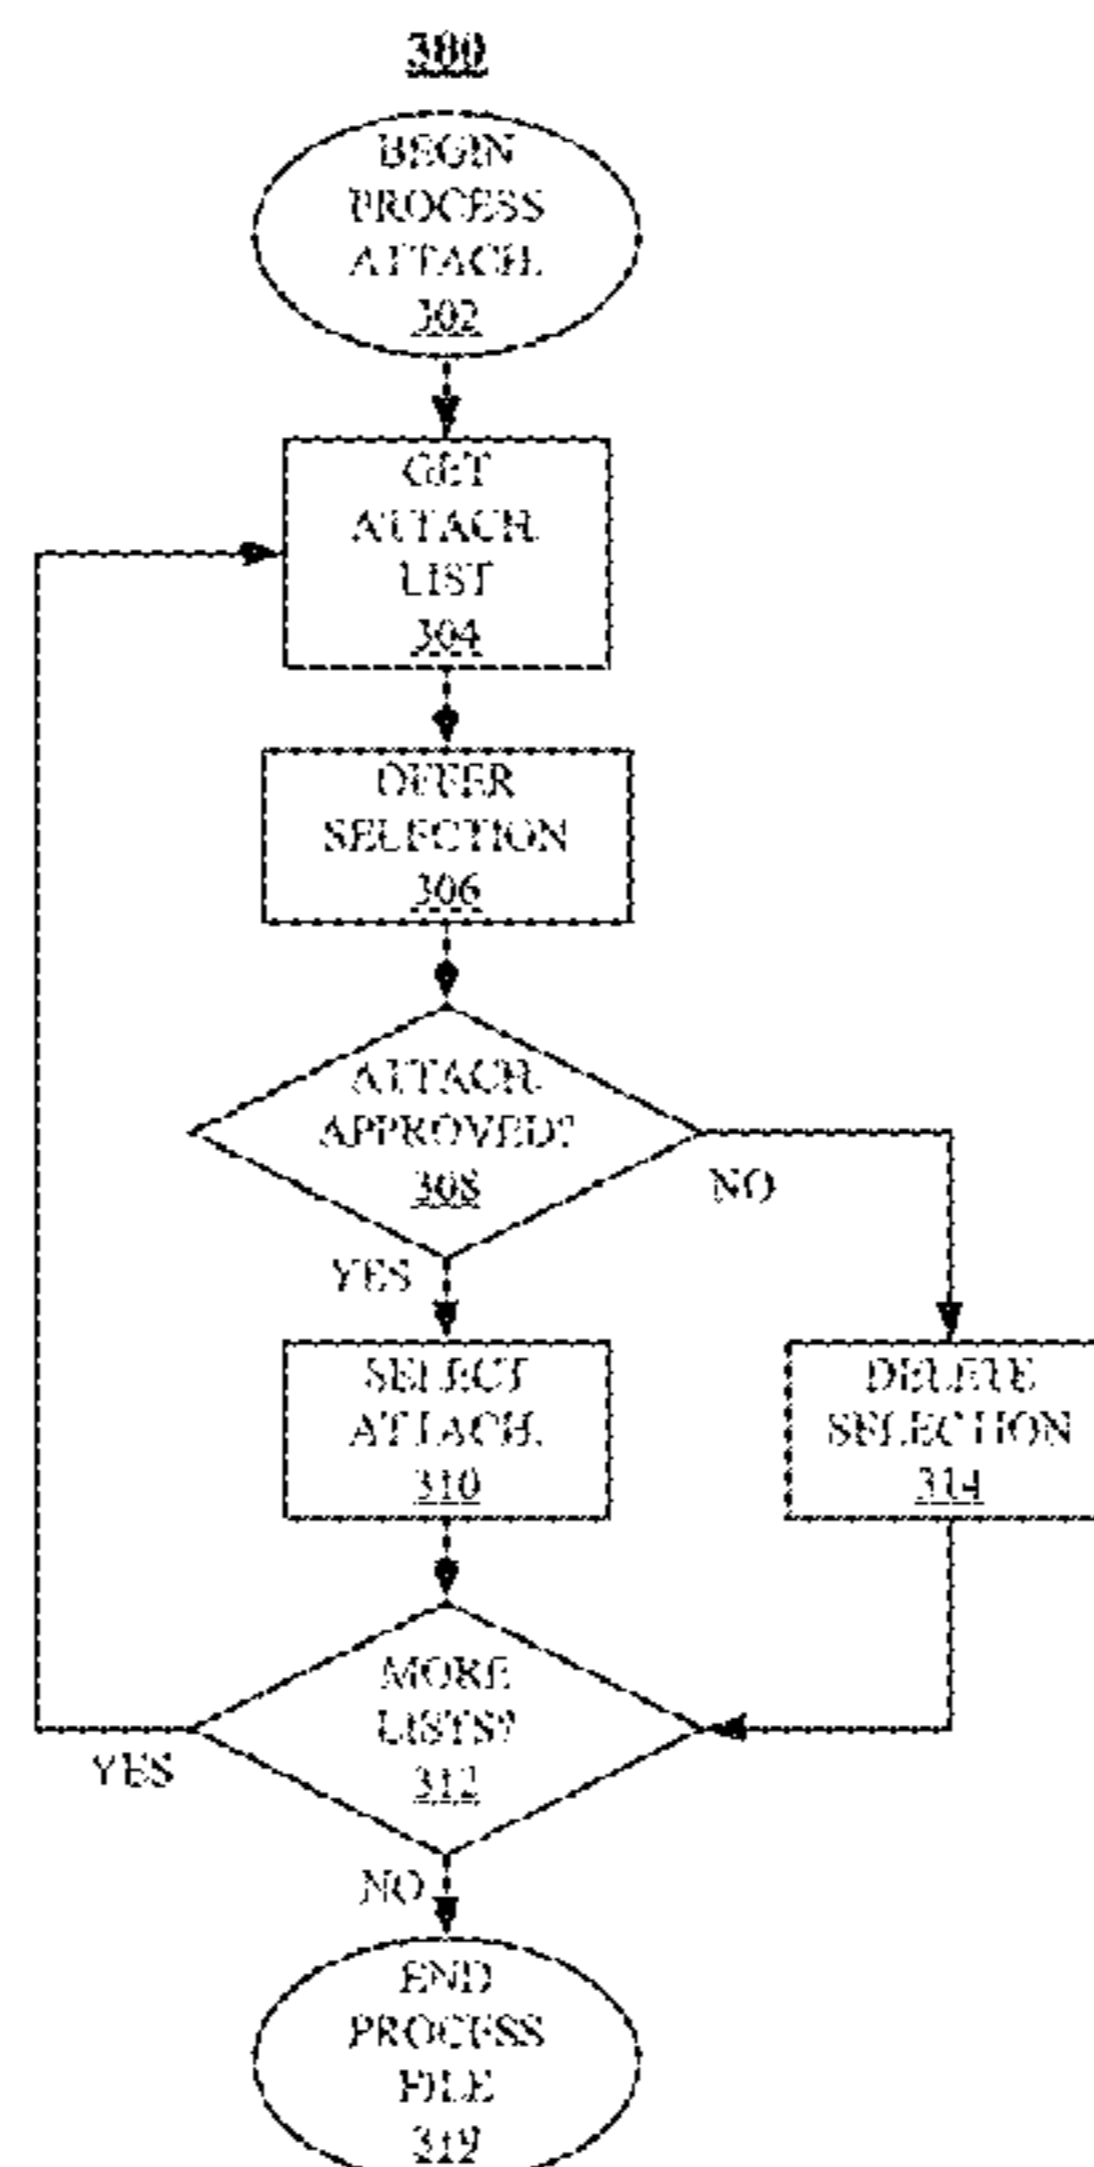 300
BEGIN
PROCESS
ATTACH.
302
GET
ATTACH.
LIST
304
OFFER
SELECTION
306
ATTACH.
APPROVED?
308
NO
YES
SELECT
ATTACH.
310
DELETE
SELECTION
314
MORE
LISTS?
312
YES
NO
END
PROCESS
FILE
319